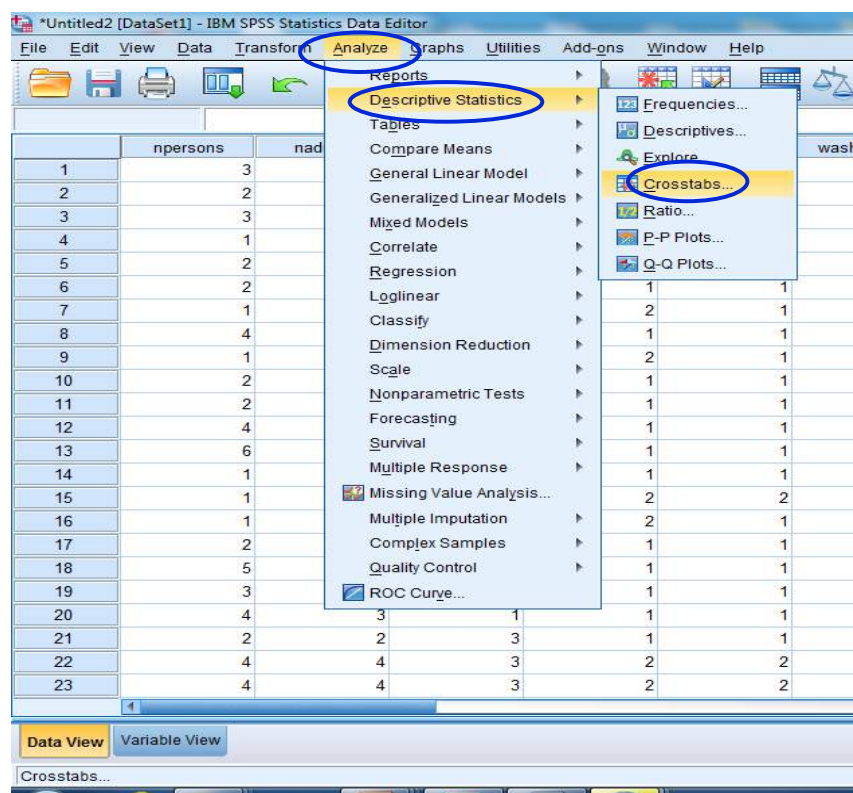 *Untitled2 [DataSet1] - IBM SPSS Statistics Data Editor
File Edit View Data Transform Analyze Graphs Utilities Add-ons Window Help
Reports
Descriptive Statistics
Tables
Compare Means
General Linear Model
Generalized Linear Models
Mixed Models
Correlate
Regression
Loglinear
Classify
Dimension Reduction
Scale
Nonparametric Tests
Forecasting
Survival
Multiple Response
Missing Value Analysis...
Multiple Imputation
Complex Samples
Quality Control
ROC Curve...
Frequencies...
Descriptives...
Explore...
Crosstabs...
Ratio...
P-P Plots...
Q-Q Plots...
npersons nad wash
1 3
2 2
3 3
4 1
5 2
6 2 1 1
7 1 2 1
8 4 1 1
9 1 2 1
10 2 1 1
11 2 1 1
12 4 1 1
13 6 1 1
14 1 1 1
15 1 2 2
16 1 2 1
17 2 1 1
18 5 1 1
19 3 1 1
20 4 3 1 1 1
21 2 2 3 1 1
22 4 4 3 2 2
23 4 4 3 2 2
Data View Variable View
Crosstabs...